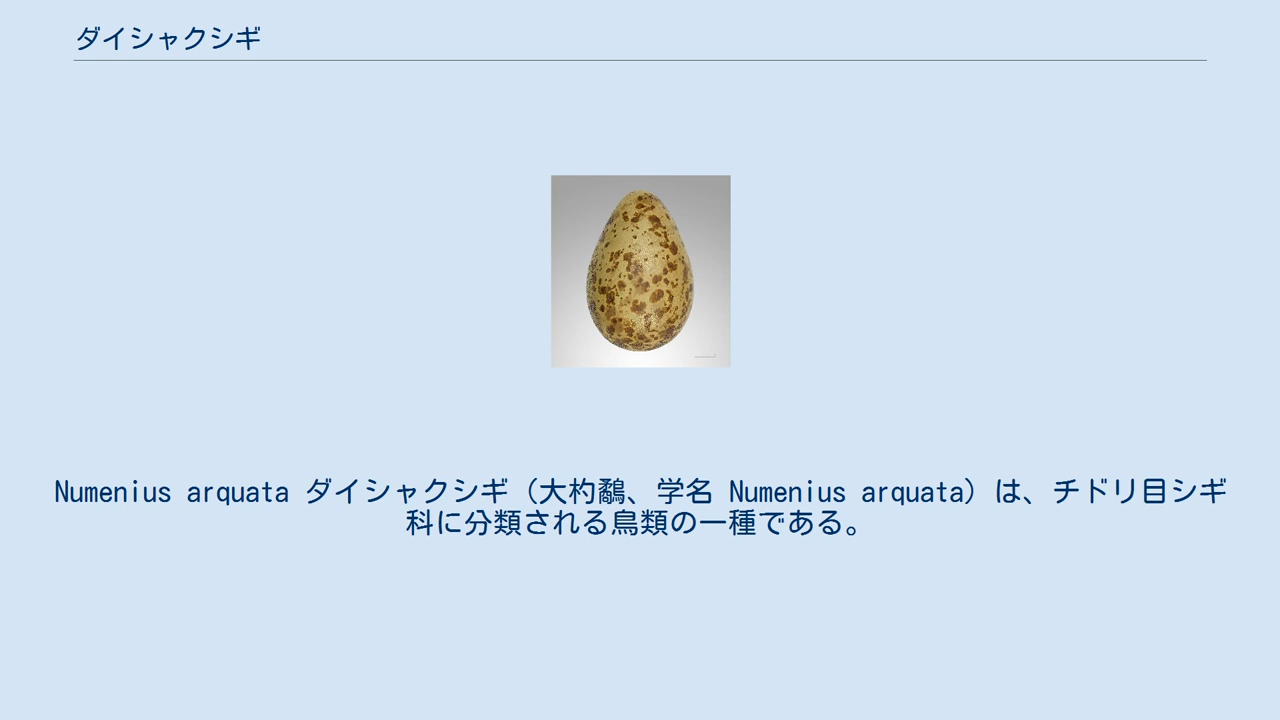 ダイシャクシギ
Numenius arquata ダイシャクシギ（大杓鷸、学名 Numenius arquata）は、チドリ目シギ
科に分類される鳥類の一種である。